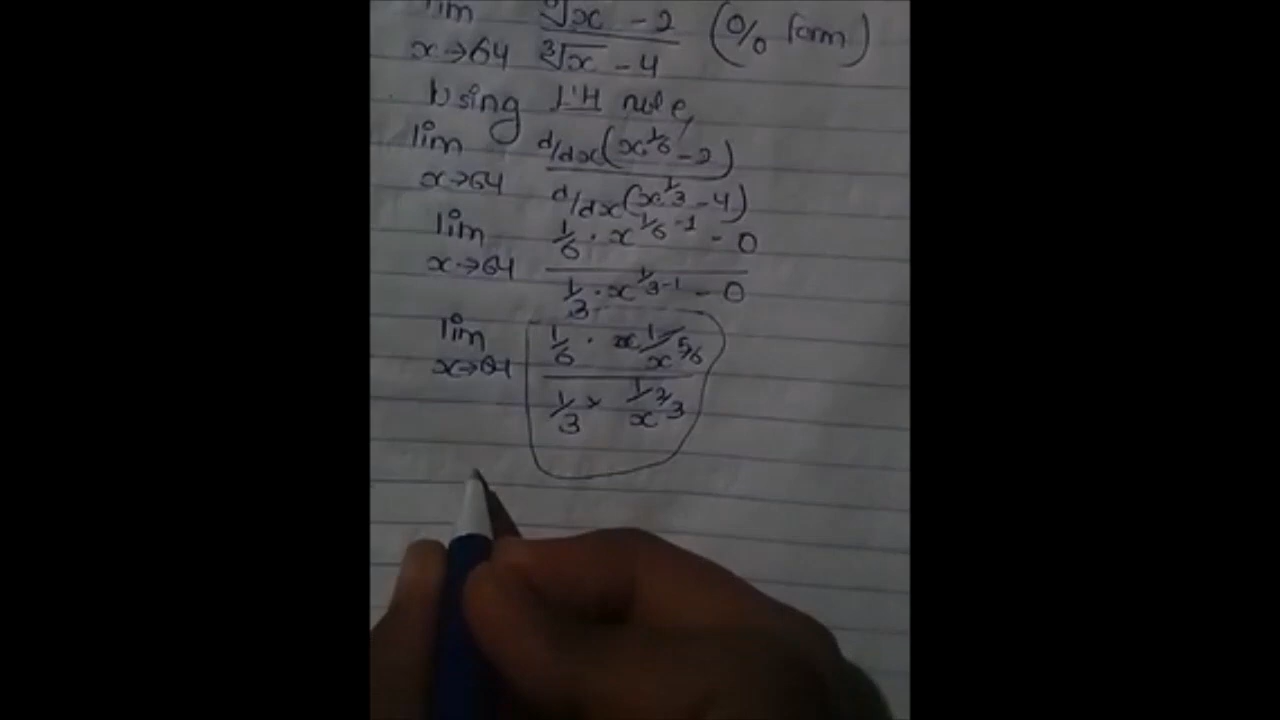 lim ∛x - 2 (0/0 form)
x→64 ∛x - 4
Using L'H rule,
lim d/dx(x^1/6 - 2)
x→64 d/dx(x^1/3 - 4)
lim 1/6 · x^1/6-1 - 0
x→64 1/3 · x^1/3-1 - 0
lim 1/6 · 1/x^5/6
x→64 1/3 × 1/x^2/3